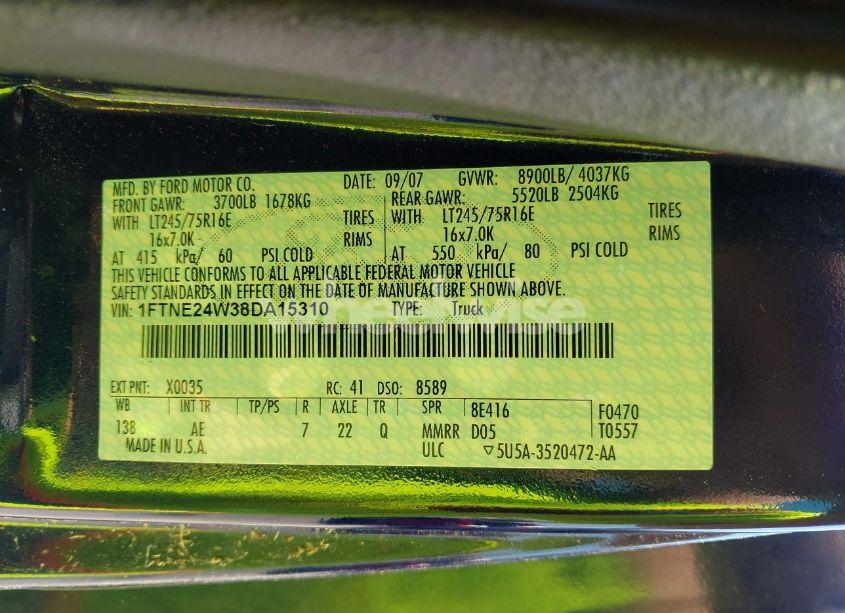 MFD. BY FORD MOTOR CO. DATE: 09/07 GVWR: 8900LB/ 4037KG
FRONT GAWR: 3700LB 1678KG REAR GAWR: 5520LB 2504KG
WITH LT245/75R16E TIRES WITH LT245/75R16E TIRES
16x7.0K RIMS 16x7.0K RIMS
AT 415 kPa/ 60 PSI COLD AT 550 kPa/ 80 PSI COLD
THIS VEHICLE CONFORMS TO ALL APPLICABLE FEDERAL MOTOR VEHICLE
SAFETY STANDARDS IN EFFECT ON THE DATE OF MANUFACTURE SHOWN ABOVE.
VIN: 1FTNE24W38DA15310 TYPE: Truck
EXT PNT: X0035 RC: 41 DSO: 8589
WB INT TR TP/PS R AXLE TR SPR 8E416 F0470
138 AE 7 22 Q MMRR D05 T0557
MADE IN U.S.A. ULC ▽5U5A-3520472-AA